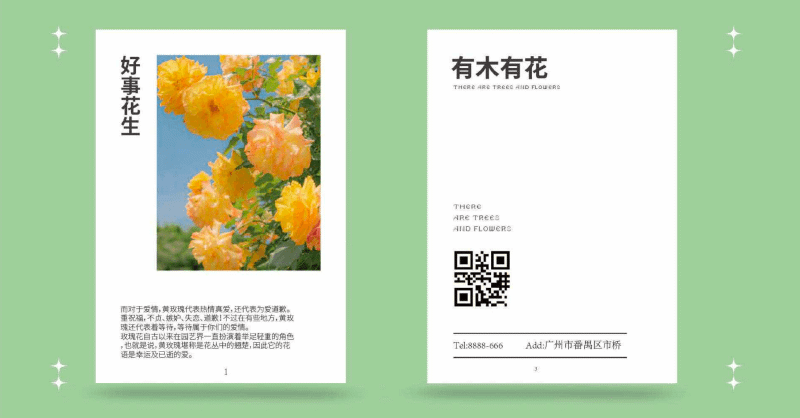 好事花生
而对于爱情,黄玫瑰代表热情真爱,还代表为爱道歉。
重祝福,不贞、嫉妒、失恋、道歉!不过在有些地方,黄玫
瑰还代表着等待,等待属于你们的爱情。
玫瑰花自古以来在园艺界一直扮演着举足轻重的角色
,也就是说,黄玫瑰堪称是花丛中的翘楚,因此它的花
语是幸运及已逝的爱。
1
有木有花
THERE ARE TREES AND FLOWERS
THERE
ARE TREES
AND FLOWERS
Tel:8888-666 Add:广州市番禺区市桥